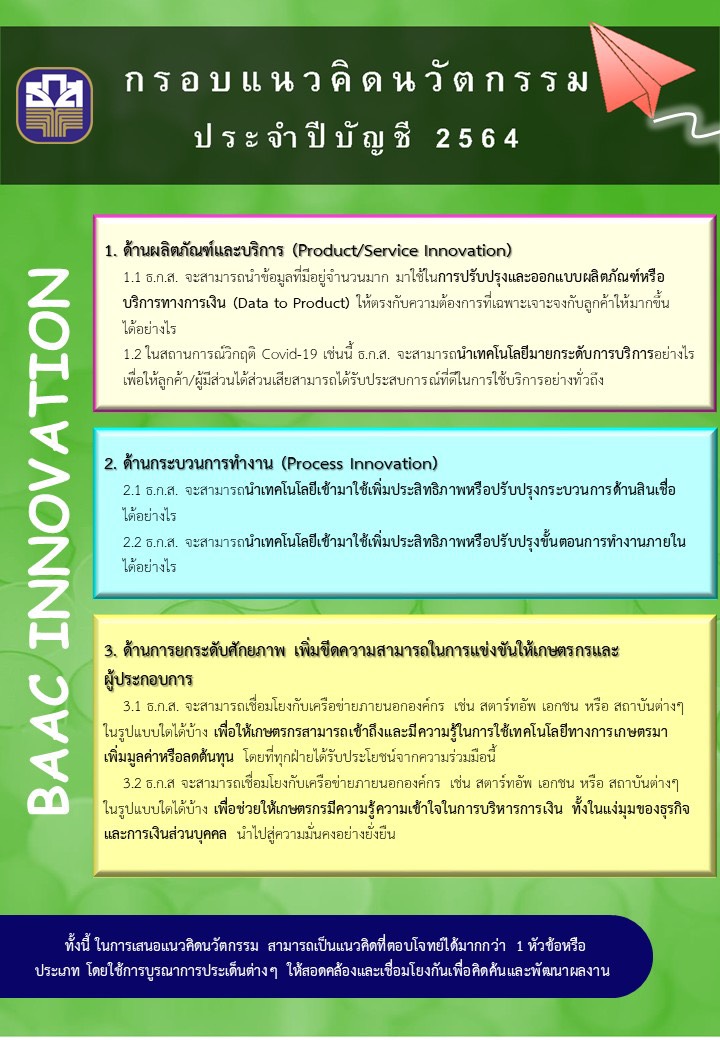 กรอบแนวคิดนวัตกรรม
ประจำปีบัญชี 2564
ธกส
BAAC INNOVATION
1. ด้านผลิตภัณฑ์และบริการ (Product/Service Innovation)
1.1 ธ.ก.ส. จะสามารถนำข้อมูลที่มีอยู่จำนวนมาก มาใช้ในการปรับปรุงและออกแบบผลิตภัณฑ์หรือ
บริการทางการเงิน (Data to Product) ให้ตรงกับความต้องการที่เฉพาะเจาะจงกับลูกค้าให้มากขึ้น
ได้อย่างไร
1.2 ในสถานการณ์วิกฤติ Covid-19 เช่นนี้ ธ.ก.ส. จะสามารถนำเทคโนโลยีมายกระดับการบริการอย่างไร
เพื่อให้ลูกค้า/ผู้มีส่วนได้ส่วนเสียสามารถได้รับประสบการณ์ที่ดีในการใช้บริการอย่างทั่วถึง
2. ด้านกระบวนการทำงาน (Process Innovation)
2.1 ธ.ก.ส. จะสามารถนำเทคโนโลยีเข้ามาใช้เพิ่มประสิทธิภาพหรือปรับปรุงกระบวนการด้านสินเชื่อ
ได้อย่างไร
2.2 ธ.ก.ส. จะสามารถนำเทคโนโลยีเข้ามาใช้เพิ่มประสิทธิภาพหรือปรับปรุงขั้นตอนการทำงานภายใน
ได้อย่างไร
3. ด้านการยกระดับศักยภาพ เพิ่มขีดความสามารถในการแข่งขันให้เกษตรกรและ
ผู้ประกอบการ
3.1 ธ.ก.ส. จะสามารถเชื่อมโยงกับเครือข่ายภายนอกองค์กร เช่น สตาร์ทอัพ เอกชน หรือ สถาบันต่างๆ
ในรูปแบบใดได้บ้าง เพื่อให้เกษตรกรสามารถเข้าถึงและมีความรู้ในการใช้เทคโนโลยีทางการเกษตรมา
เพิ่มมูลค่าหรือลดต้นทุน โดยที่ทุกฝ่ายได้รับประโยชน์จากความร่วมมือนี้
3.2 ธ.ก.ส จะสามารถเชื่อมโยงกับเครือข่ายภายนอกองค์กร เช่น สตาร์ทอัพ เอกชน หรือ สถาบันต่างๆ
ในรูปแบบใดได้บ้าง เพื่อช่วยให้เกษตรกรมีความรู้ความเข้าใจในการบริหารการเงิน ทั้งในแง่มุมของธุรกิจ
และการเงินส่วนบุคคล นำไปสู่ความมั่นคงอย่างยั่งยืน
ทั้งนี้ ในการเสนอแนวคิดนวัตกรรม สามารถเป็นแนวคิดที่ตอบโจทย์ได้มากกว่า 1 หัวข้อหรือ
ประเภท โดยใช้การบูรณาการประเด็นต่างๆ ให้สอดคล้องและเชื่อมโยงกันเพื่อคิดค้นและพัฒนาผลงาน